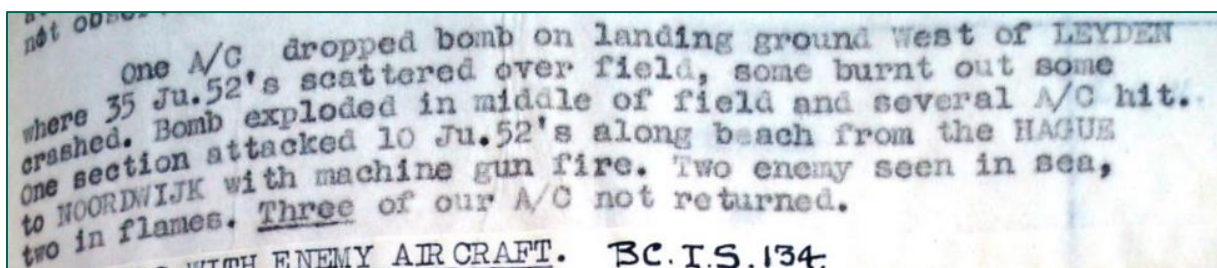 not
One A/C dropped bomb on landing ground West of LEYDEN
where 35 Ju.52's scattered over field, some burnt out some
crashed. Bomb exploded in middle of field and several A/C hit.
One section attacked 10 Ju.52's along beach from the HAGUE
to NOORDWIJK with machine gun fire. Two enemy seen in sea,
two in flames. Three of our A/C not returned.
WITH ENEMY AIRCRAFT. BC.I.S.134